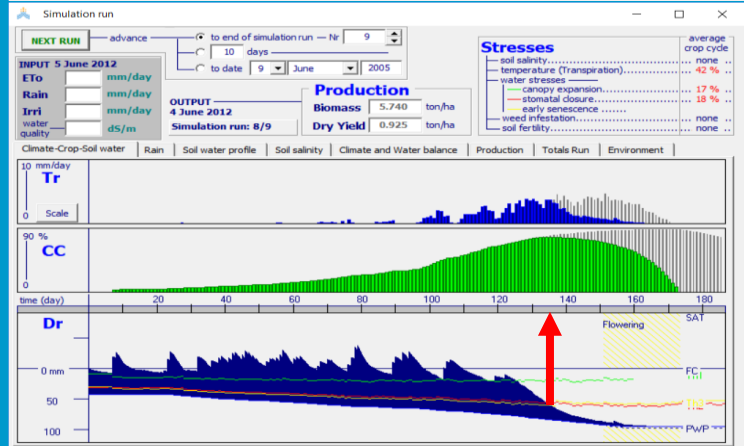 Simulation run
NEXT RUN advance to end of simulation run — Nr 9
10 days
to date 9 June 2005
INPUT 5 June 2012
ETo mm/day
Rain mm/day
Irri mm/day
water quality dS/m
OUTPUT
4 June 2012
Simulation run: 8/9
Production
Biomass 5.740 ton/ha
Dry Yield 0.925 ton/ha
Stresses
average
crop cycle
soil salinity................ none ..
temperature (Transpiration)................ 42 % ..
water stresses
canopy expansion................ 17 % ..
stomatal closure................ 18 % ..
early senescence ......
weed infestation................ none ..
soil fertility................ none ..
Climate-Crop-Soil water Rain Soil water profile Soil salinity Climate and Water balance Production Totals Run Environment
10 mm/day
Tr
0 Scale
90 %
CC
0
time (day) 20 40 60 80 100 120 140 160 180
Dr
Flowering
SAT
0 mm
FC
50
100
PWP